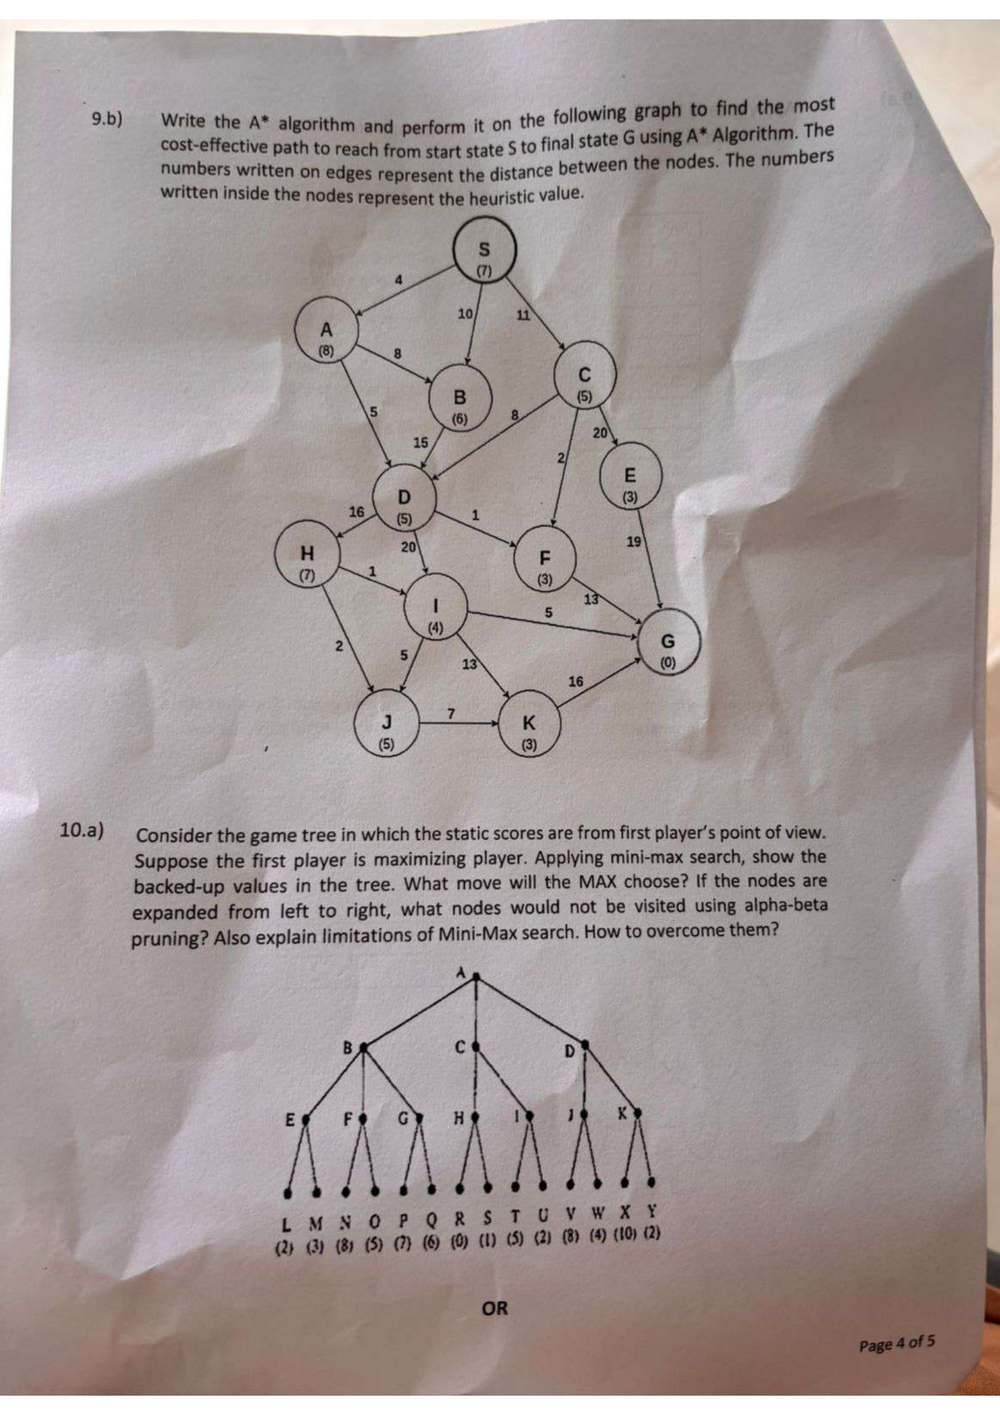 9.b) Write the A* algorithm and perform it on the following graph to find the most
cost-effective path to reach from start state S to final state G using A* Algorithm. The
numbers written on edges represent the distance between the nodes. The numbers
written inside the nodes represent the heuristic value.
S
(7)
4
10
11
A
(8)
8
B
(6)
C
(5)
5
15
8
20
2
E
(3)
D
(5)
16
1
20
19
H
(7)
1
F
(3)
13
I
(4)
5
G
(0)
2
5
13
16
J
(5)
7
K
(3)
10.a) Consider the game tree in which the static scores are from first player's point of view.
Suppose the first player is maximizing player. Applying mini-max search, show the
backed-up values in the tree. What move will the MAX choose? If the nodes are
expanded from left to right, what nodes would not be visited using alpha-beta
pruning? Also explain limitations of Mini-Max search. How to overcome them?
A
B C D
E F G H I J K
L M N O P Q R S T U V W X Y
(2) (3) (8) (5) (7) (6) (0) (1) (5) (2) (8) (4) (10) (2)
OR
Page 4 of 5